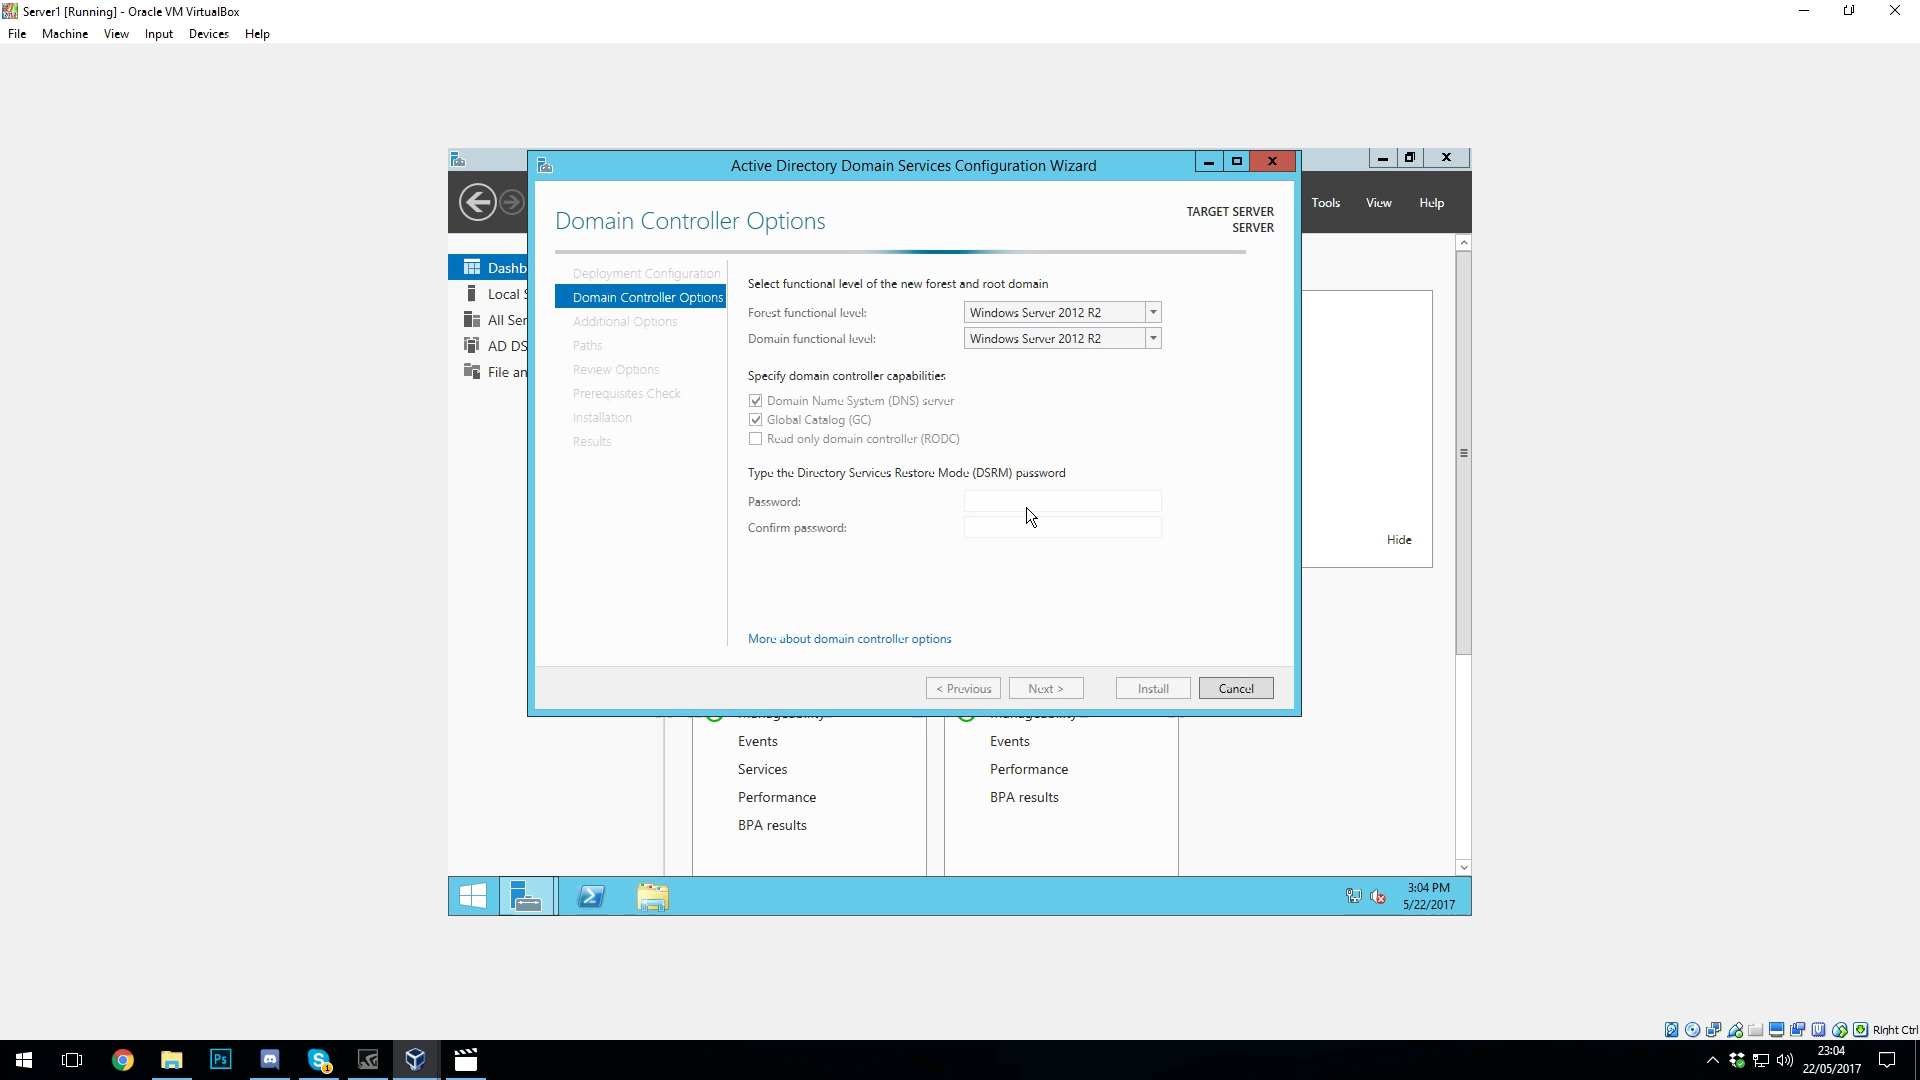 Server1 [Running] - Oracle VM VirtualBox
File Machine View Input Devices Help
Active Directory Domain Services Configuration Wizard
Tools View Help
Domain Controller Options
TARGET SERVER
SERVER
Dashb
Local S
All Ser
AD DS
File an
Deployment Configuration
Domain Controller Options
Additional Options
Paths
Review Options
Prerequisites Check
Installation
Results
Select functional level of the new forest and root domain
Forest functional level: Windows Server 2012 R2
Domain functional level: Windows Server 2012 R2
Specify domain controller capabilities
Domain Name System (DNS) server
Global Catalog (GC)
Read only domain controller (RODC)
Type the Directory Services Restore Mode (DSRM) password
Password:
Confirm password:
Hide
More about domain controller options
< Previous Next > Install Cancel
Manageability Manageability
Events Events
Services Performance
Performance BPA results
BPA results
3:04 PM
5/22/2017
Right Ctrl
Ps
1
23:04
22/05/2017